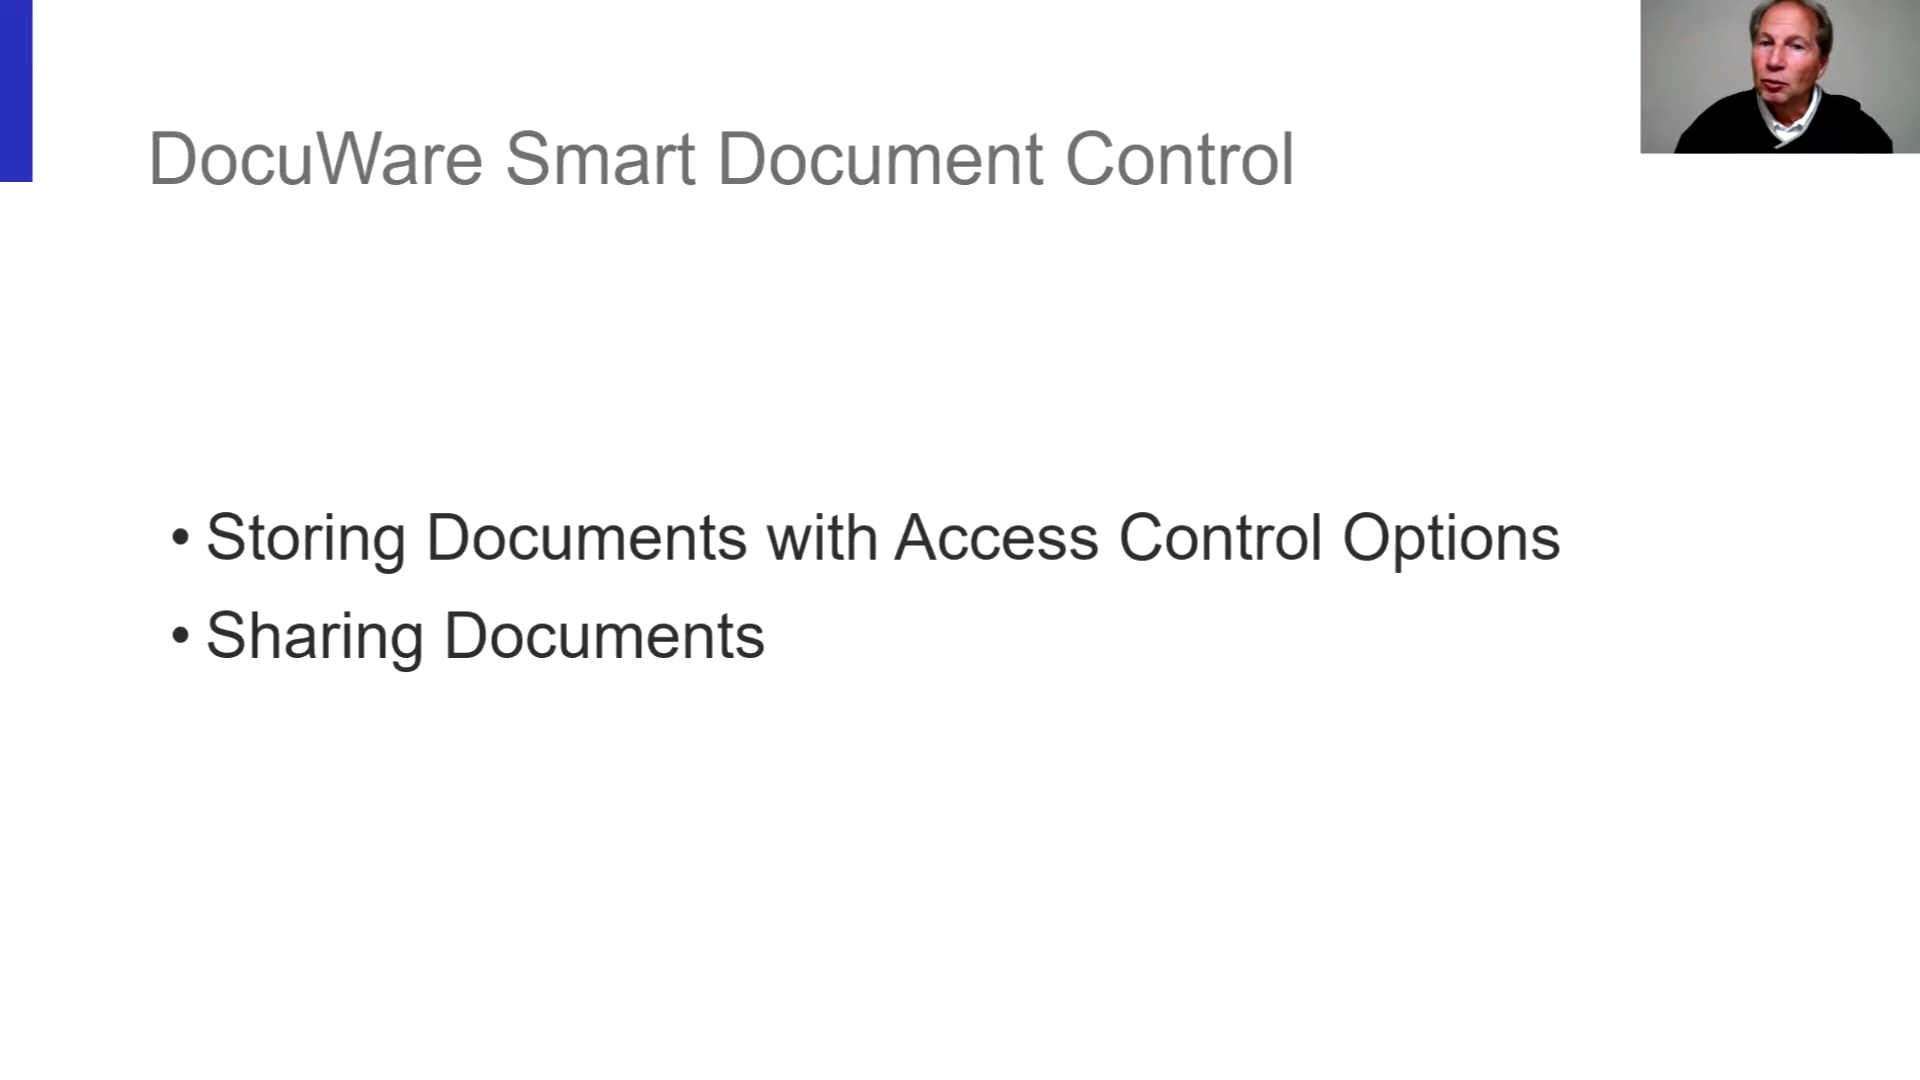 DocuWare Smart Document Control
• Storing Documents with Access Control Options
• Sharing Documents